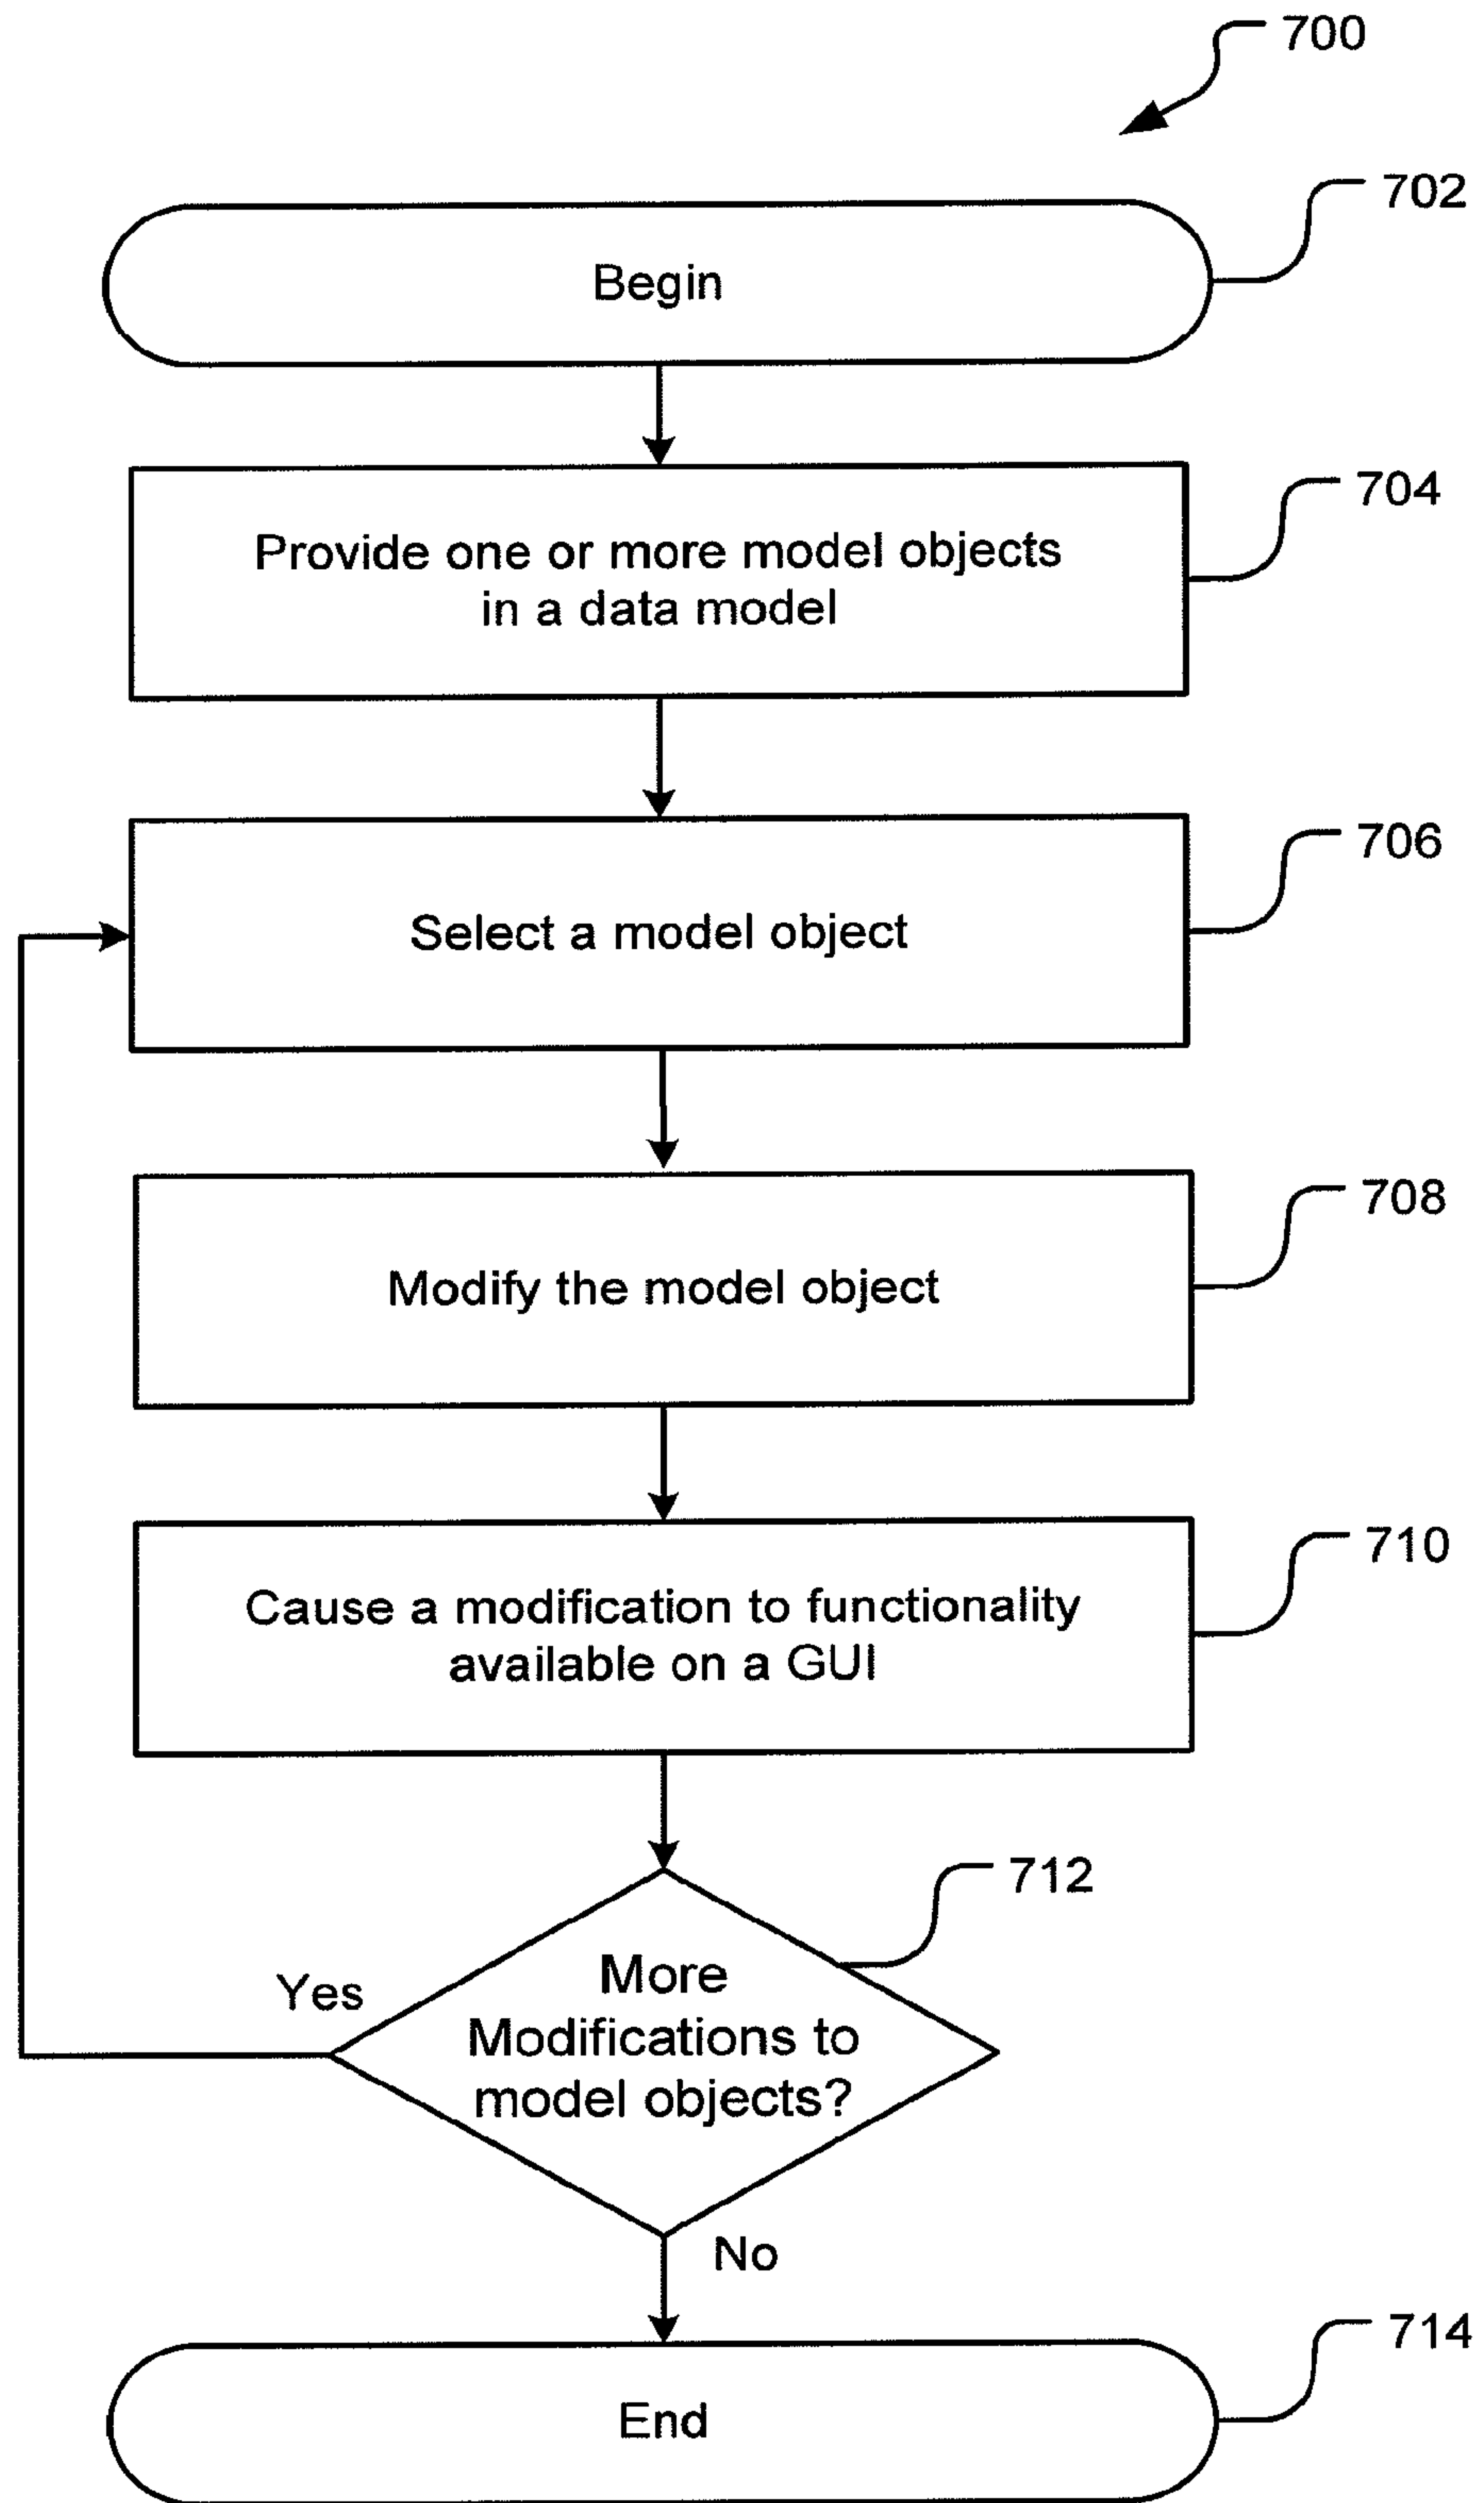 700
702
Begin
704
Provide one or more model objects
in a data model
706
Select a model object
708
Modify the model object
710
Cause a modification to functionality
available on a GUI
712
More
Modifications to
model objects?
Yes
No
714
End